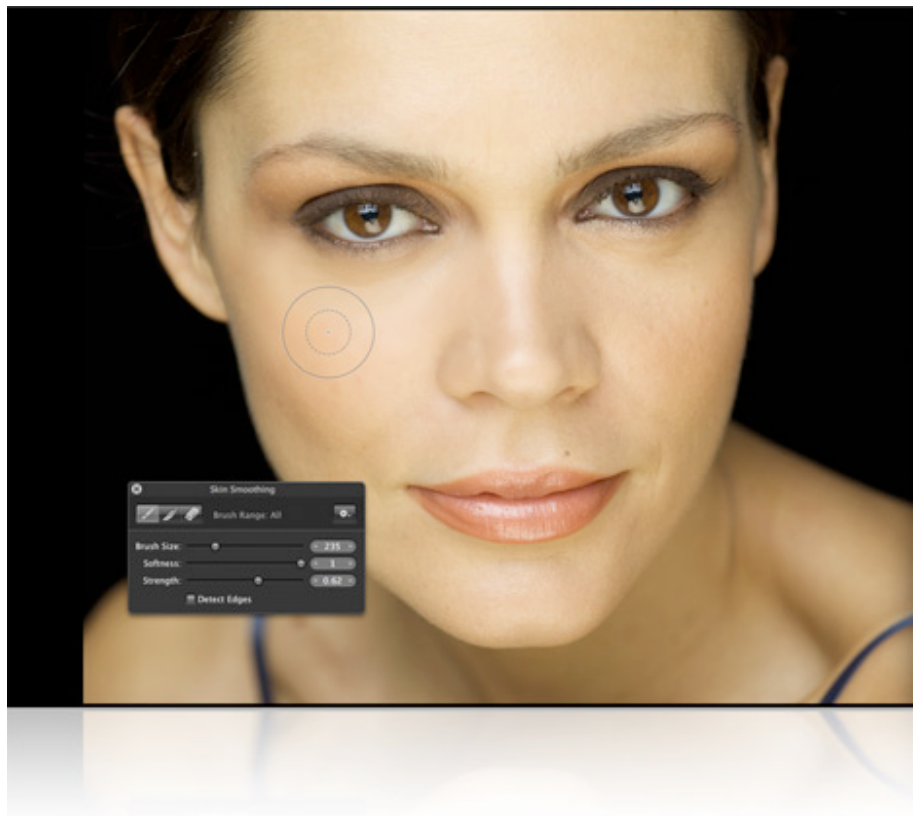 Skin Smoothing
Brush Range: All
Brush Size: 235
Softness: 1
Strength: 0.62
Detect Edges